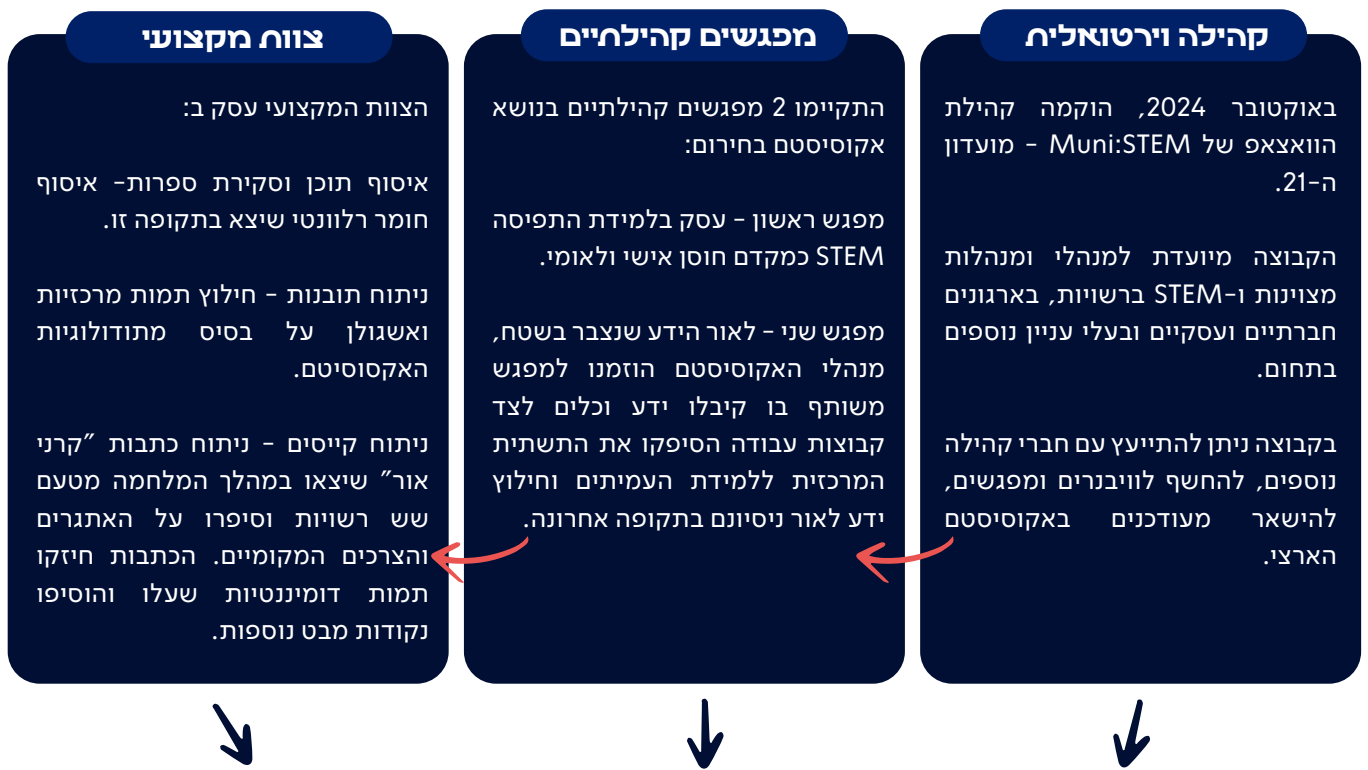 קהילה וירטואלית
באוקטובר 2024, הוקמה קהילת
הוואצאפ של Muni:STEM - מועדון
ה-21.
הקבוצה מיועדת למנהלי ומנהלות
מצוינות ו-STEM ברשויות, בארגונים
חברתיים ועסקיים ובעלי עניין נוספים
בתחום.
בקבוצה ניתן להתייעץ עם חברי קהילה
נוספים, להחשף לוויבנרים ומפגשים,
להישאר מעודכנים באקוסיסטם
הארצי.
מפגשים קהילתיים
התקיימו 2 מפגשים קהילתיים בנושא
אקוסיסטם בחירום:
מפגש ראשון - עסק בלמידת התפיסה
STEM כמקדם חוסן אישי ולאומי.
מפגש שני - לאור הידע שנצבר בשטח,
מנהלי האקוסיסטם הוזמנו למפגש
משותף בו קיבלו ידע וכלים לצד
קבוצות עבודה הסיפקו את התשתית
המרכזית ללמידת העמיתים וחילוץ
ידע לאור ניסיונם בתקופה אחרונה.
צוות מקצועי
הצוות המקצועי עסק ב:
איסוף תוכן וסקירת ספרות- איסוף
חומר רלוונטי שיצא בתקופה זו.
ניתוח תובנות - חילוץ תמות מרכזיות
ואשגולן על בסיס מתודולוגיות
האקסוסיטם.
ניתוח קייסים - ניתוח כתבות "קרני
אור" שיצאו במהלך המלחמה מטעם
שש רשויות וסיפרו על האתגרים
והצרכים המקומיים. הכתבות חיזקו
תמות דומיננטיות שעלו והוסיפו
נקודות מבט נוספות.